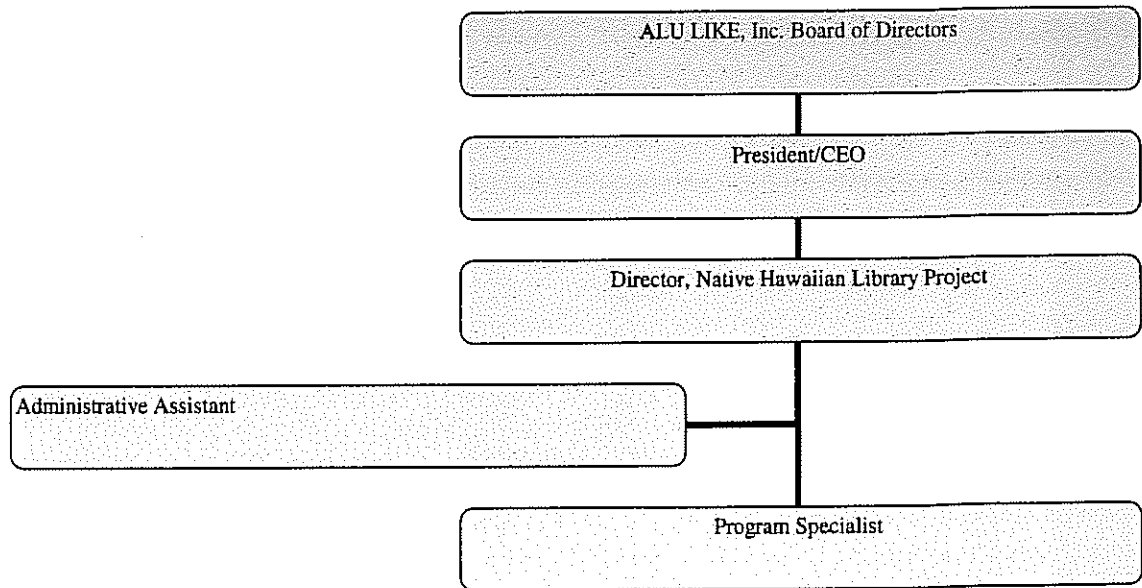 ALU LIKE, Inc. Board of Directors
President/CEO
Director, Native Hawaiian Library Project
Administrative Assistant
Program Specialist